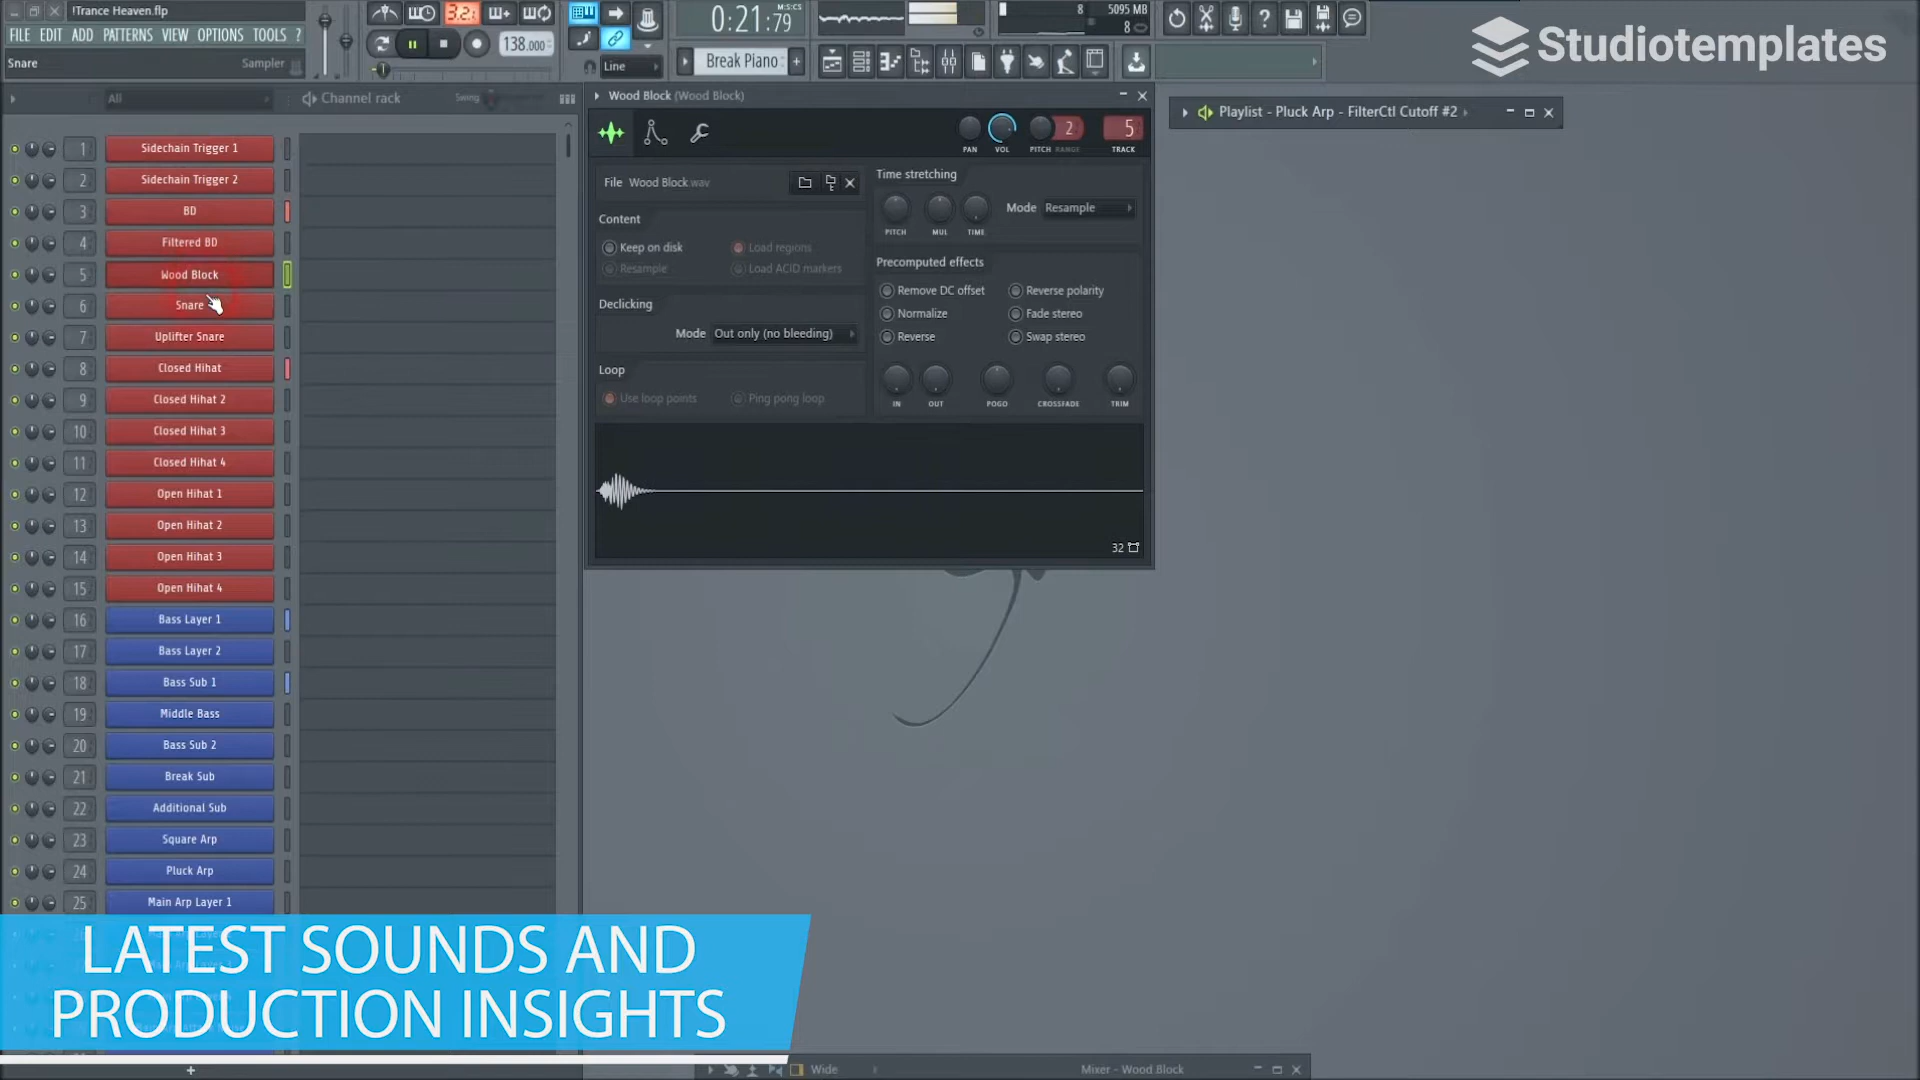 !Trance Heaven.flp
FILE EDIT ADD PATTERNS VIEW OPTIONS TOOLS ?
Snare Sampler
3.2
138.000
0:21:79
M:S:CS
Line
Break Piano
8
5095 MB
8
Studiotemplates
All
Channel rack
Swing
1 Sidechain Trigger 1
2 Sidechain Trigger 2
3 BD
4 Filtered BD
5 Wood Block
6 Snare
7 Uplifter Snare
8 Closed Hihat
9 Closed Hihat 2
10 Closed Hihat 3
11 Closed Hihat 4
12 Open Hihat 1
13 Open Hihat 2
14 Open Hihat 3
15 Open Hihat 4
16 Bass Layer 1
17 Bass Layer 2
18 Bass Sub 1
19 Middle Bass
20 Bass Sub 2
21 Break Sub
22 Additional Sub
23 Square Arp
24 Pluck Arp
25 Main Arp Layer 1
Wood Block (Wood Block)
2
5
PAN VOL PITCH RANGE TRACK
File Wood Block.wav
Content
Keep on disk
Load regions
Resample
Load ACID markers
Declicking
Mode Out only (no bleeding)
Loop
Use loop points
Ping pong loop
Time stretching
PITCH MUL TIME
Mode Resample
Precomputed effects
Remove DC offset
Reverse polarity
Normalize
Fade stereo
Reverse
Swap stereo
IN OUT POGO CROSSFADE TRIM
32
Playlist - Pluck Arp - FilterCtl Cutoff #2
LATEST SOUNDS AND
PRODUCTION INSIGHTS
Wide
Mixer - Wood Block